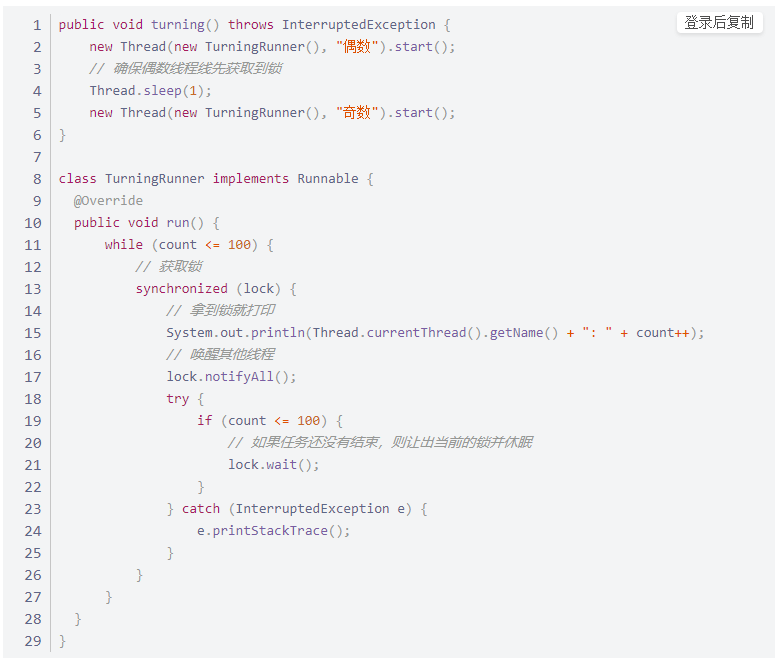 登录后复制
1 public void turning() throws InterruptedException {
2     new Thread(new TurningRunner(), "偶数").start();
3     // 确保偶数线程线先获取到锁
4     Thread.sleep(1);
5     new Thread(new TurningRunner(), "奇数").start();
6 }
7
8 class TurningRunner implements Runnable {
9   @Override
10   public void run() {
11       while (count <= 100) {
12           // 获取锁
13           synchronized (lock) {
14               // 拿到锁就打印
15               System.out.println(Thread.currentThread().getName() + ": " + count++);
16               // 唤醒其他线程
17               lock.notifyAll();
18               try {
19                   if (count <= 100) {
20                       // 如果任务还没有结束，则让出当前的锁并休眠
21                       lock.wait();
22                   }
23               } catch (InterruptedException e) {
24                   e.printStackTrace();
25               }
26           }
27       }
28   }
29 }